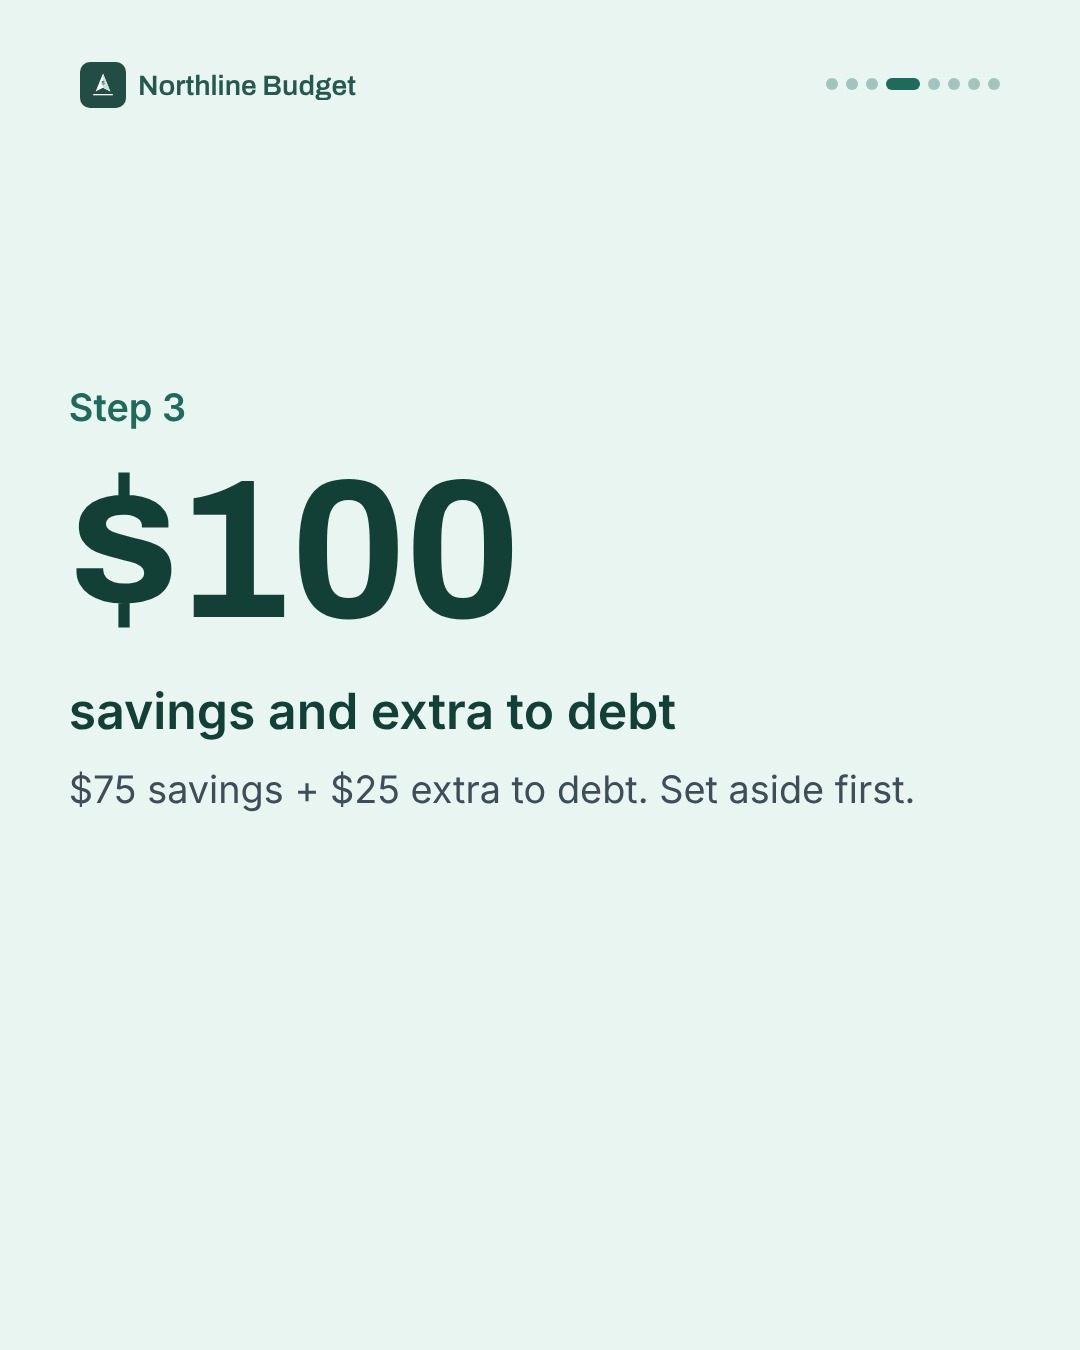 Northline Budget
Step 3
$100
savings and extra to debt
$75 savings + $25 extra to debt. Set aside first.